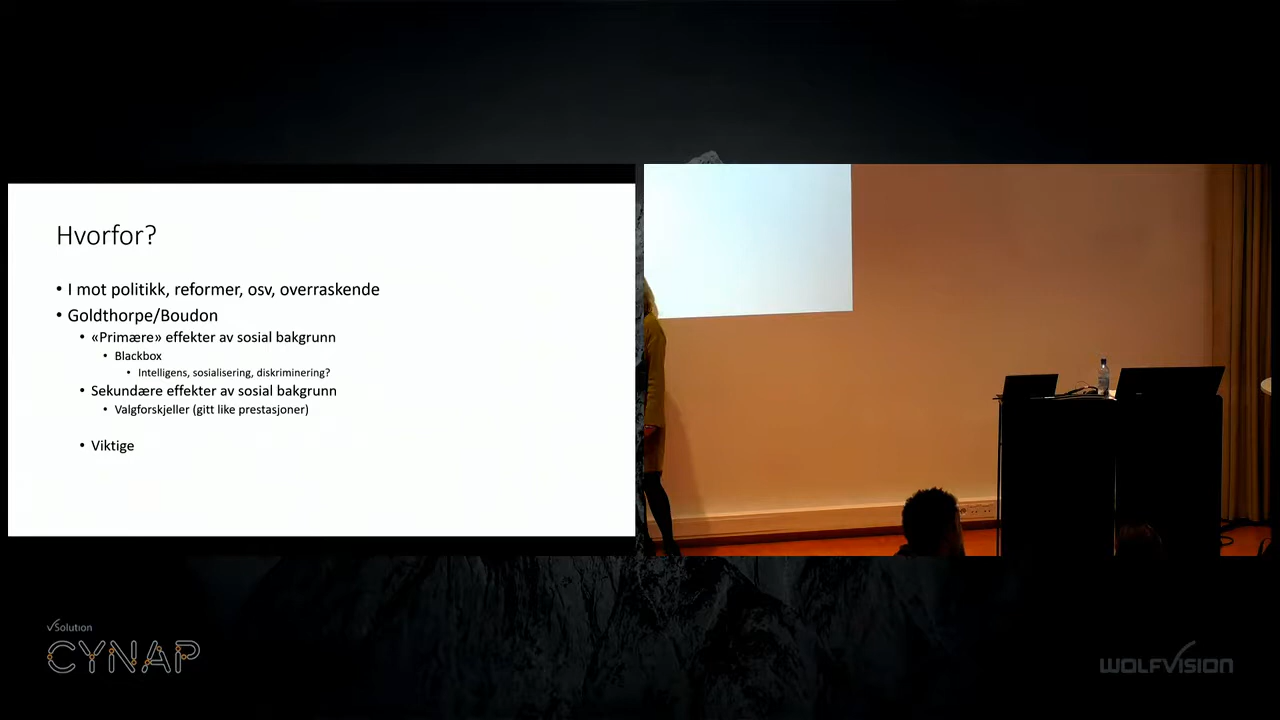 Hvorfor?
• I mot politikk, reformer, osv, overraskende
• Goldthorpe/Boudon
• «Primære» effekter av sosial bakgrunn
• Blackbox
• Intelligens, sosialisering, diskriminering?
• Sekundære effekter av sosial bakgrunn
• Valgforskjeller (gitt like prestasjoner)
• Viktige
vSolution
CYNAP
WOLFVISION